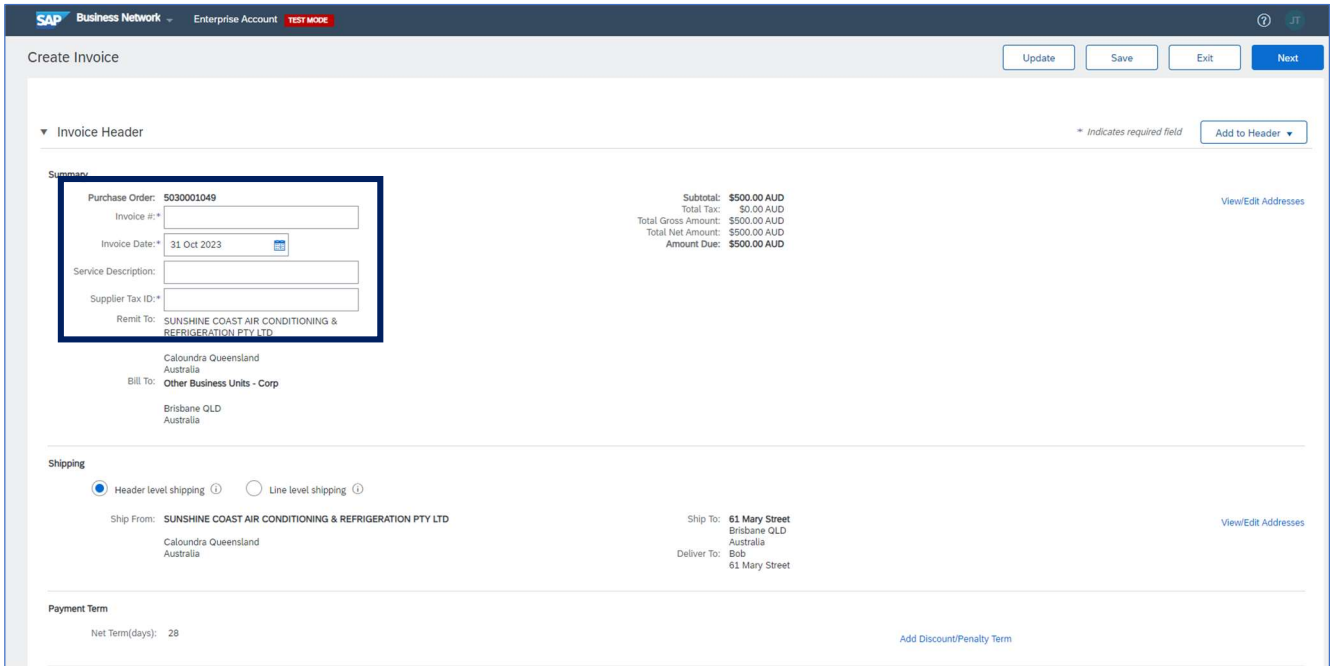 SAP Business Network Enterprise Account TEST MODE JT
Create Invoice Update Save Exit Next
Invoice Header * Indicates required field Add to Header
Summary
Purchase Order: 5030001049 Subtotal: $500.00 AUD View/Edit Addresses
Invoice #:* Total Tax: $0.00 AUD
Total Gross Amount: $500.00 AUD
Total Net Amount: $500.00 AUD
Invoice Date:* 31 Oct 2023 Amount Due: $500.00 AUD
Service Description:
Supplier Tax ID:*
Remit To: SUNSHINE COAST AIR CONDITIONING &
REFRIGERATION PTY LTD
Caloundra Queensland
Australia
Bill To: Other Business Units - Corp
Brisbane QLD
Australia
Shipping
Header level shipping Line level shipping
Ship From: SUNSHINE COAST AIR CONDITIONING & REFRIGERATION PTY LTD Ship To: 61 Mary Street View/Edit Addresses
Brisbane QLD
Caloundra Queensland Australia
Australia Deliver To: Bob
61 Mary Street
Payment Term
Net Term(days): 28 Add Discount/Penalty Term